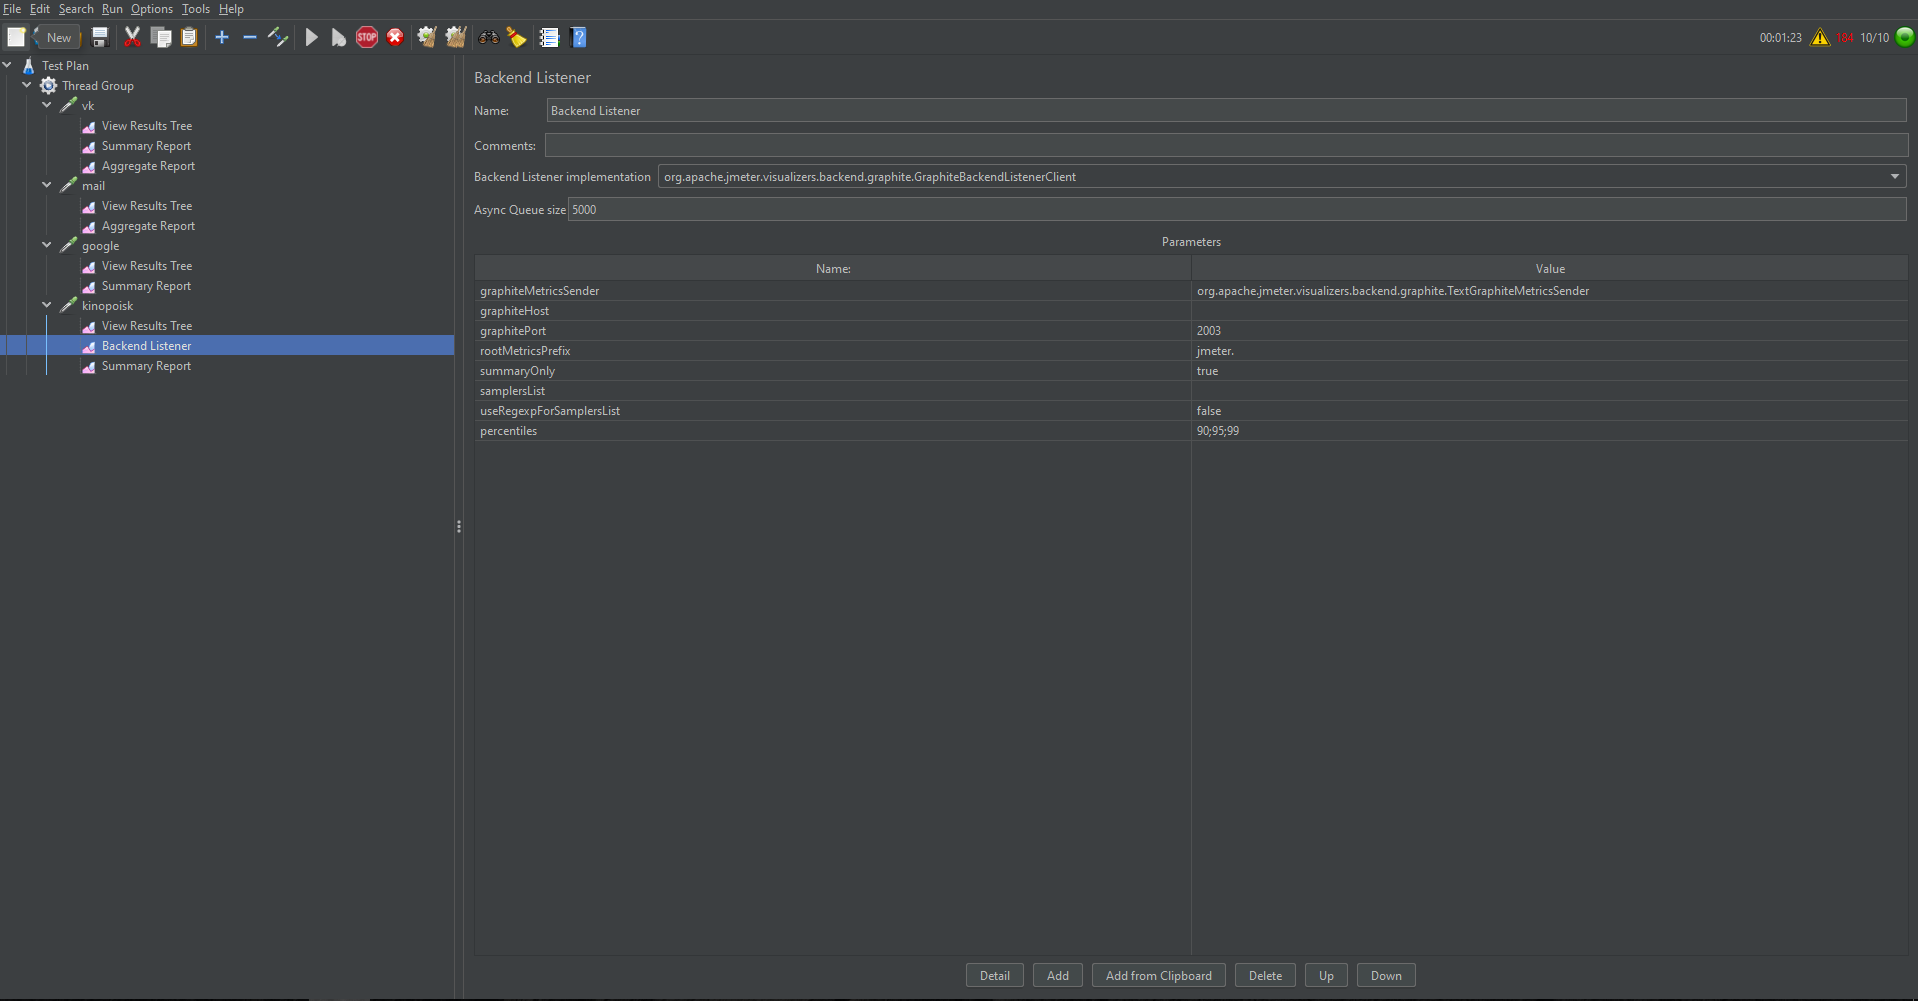 File Edit Search Run Options Tools Help
New STOP ? 00:01:23 184 10/10
Test Plan
Thread Group
vk
View Results Tree
Summary Report
Aggregate Report
mail
View Results Tree
Aggregate Report
google
View Results Tree
Summary Report
kinopoisk
View Results Tree
Backend Listener
Summary Report
Backend Listener
Name: Backend Listener
Comments:
Backend Listener implementation org.apache.jmeter.visualizers.backend.graphite.GraphiteBackendListenerClient
Async Queue size 5000
Parameters
Name: Value
graphiteMetricsSender org.apache.jmeter.visualizers.backend.graphite.TextGraphiteMetricsSender
graphiteHost
graphitePort 2003
rootMetricsPrefix jmeter.
summaryOnly true
samplersList
useRegexpForSamplersList false
percentiles 90;95;99
Detail Add Add from Clipboard Delete Up Down